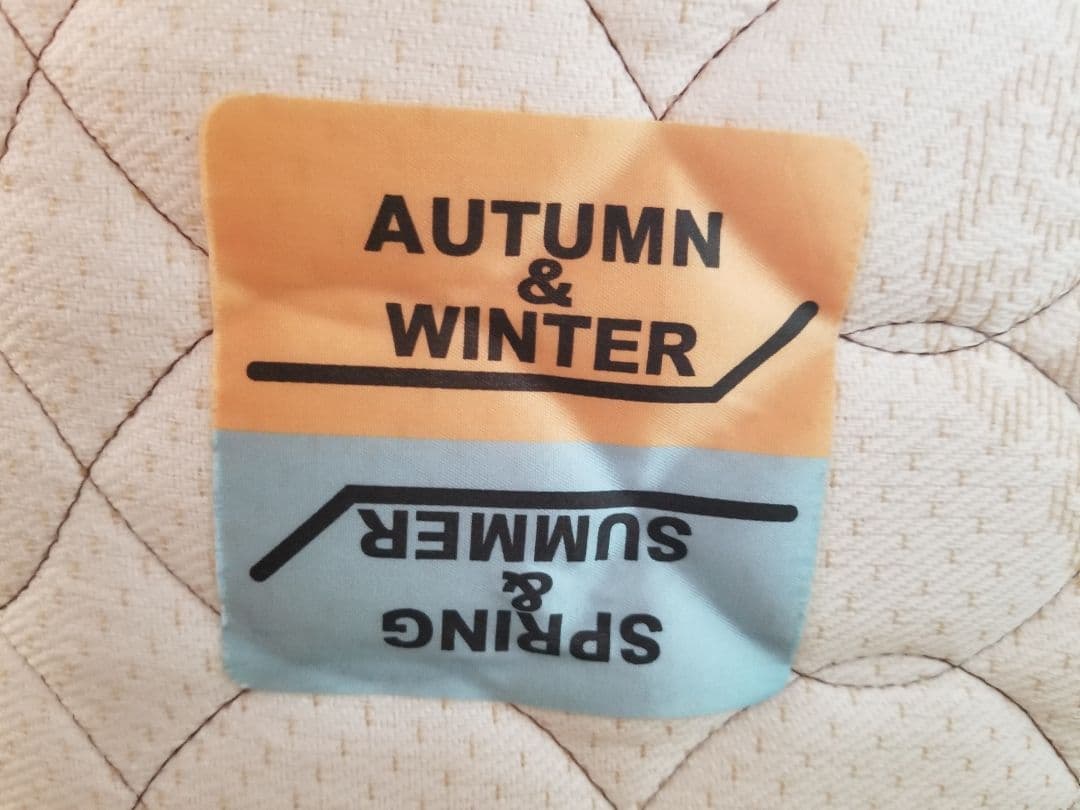 AUTUMN
&
WINTER
SPRING
&
SUMMER